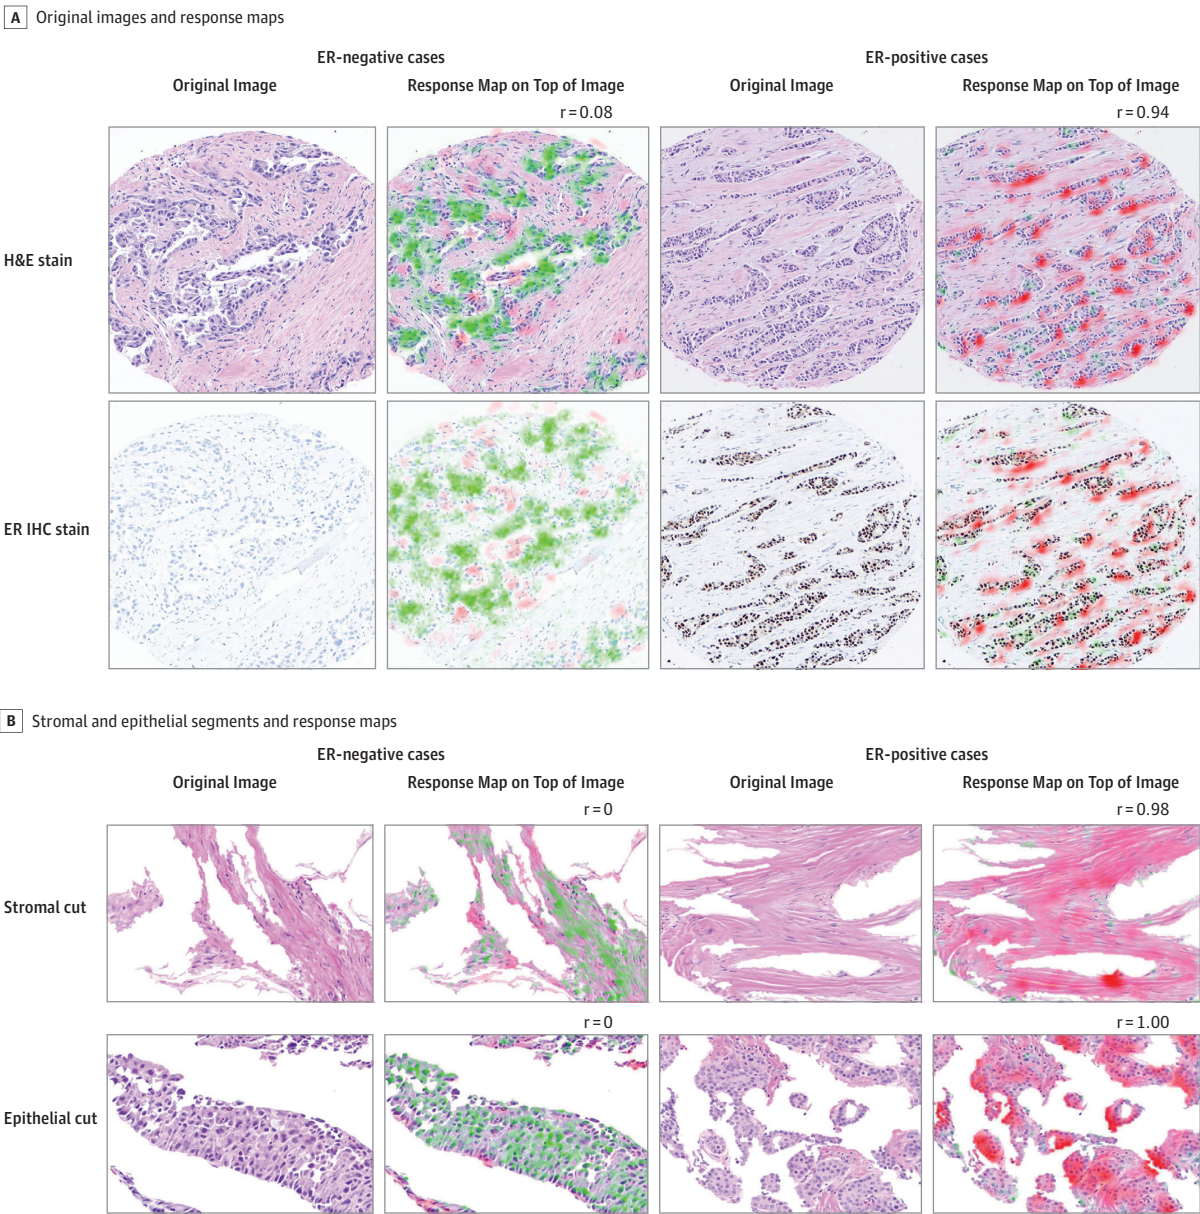 A Original images and response maps
ER-negative cases ER-positive cases
Original Image Response Map on Top of Image Original Image Response Map on Top of Image
r = 0.08 r = 0.94
H&E stain
ER IHC stain
B Stromal and epithelial segments and response maps
ER-negative cases ER-positive cases
Original Image Response Map on Top of Image Original Image Response Map on Top of Image
r = 0 r = 0.98
Stromal cut
r = 0 r = 1.00
Epithelial cut